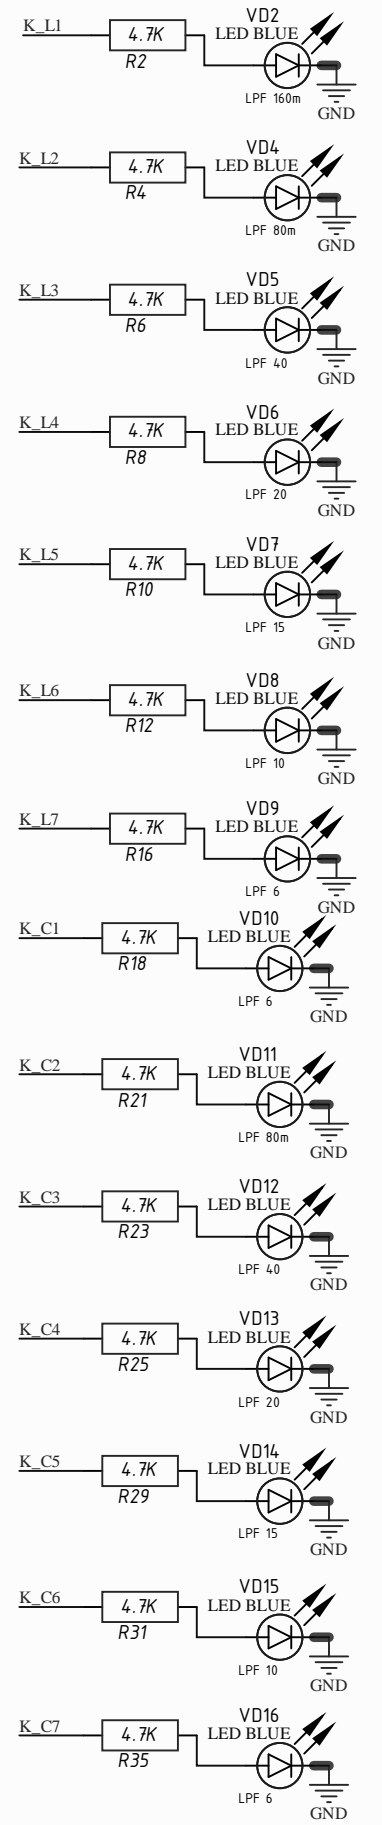 K_L1
4.7K
R2
VD2
LED BLUE
LPF 160m
GND
K_L2
4.7K
R4
VD4
LED BLUE
LPF 80m
GND
K_L3
4.7K
R6
VD5
LED BLUE
LPF 40
GND
K_L4
4.7K
R8
VD6
LED BLUE
LPF 20
GND
K_L5
4.7K
R10
VD7
LED BLUE
LPF 15
GND
K_L6
4.7K
R12
VD8
LED BLUE
LPF 10
GND
K_L7
4.7K
R16
VD9
LED BLUE
LPF 6
GND
K_C1
4.7K
R18
VD10
LED BLUE
LPF 6
GND
K_C2
4.7K
R21
VD11
LED BLUE
LPF 80m
GND
K_C3
4.7K
R23
VD12
LED BLUE
LPF 40
GND
K_C4
4.7K
R25
VD13
LED BLUE
LPF 20
GND
K_C5
4.7K
R29
VD14
LED BLUE
LPF 15
GND
K_C6
4.7K
R31
VD15
LED BLUE
LPF 10
GND
K_C7
4.7K
R35
VD16
LED BLUE
LPF 6
GND